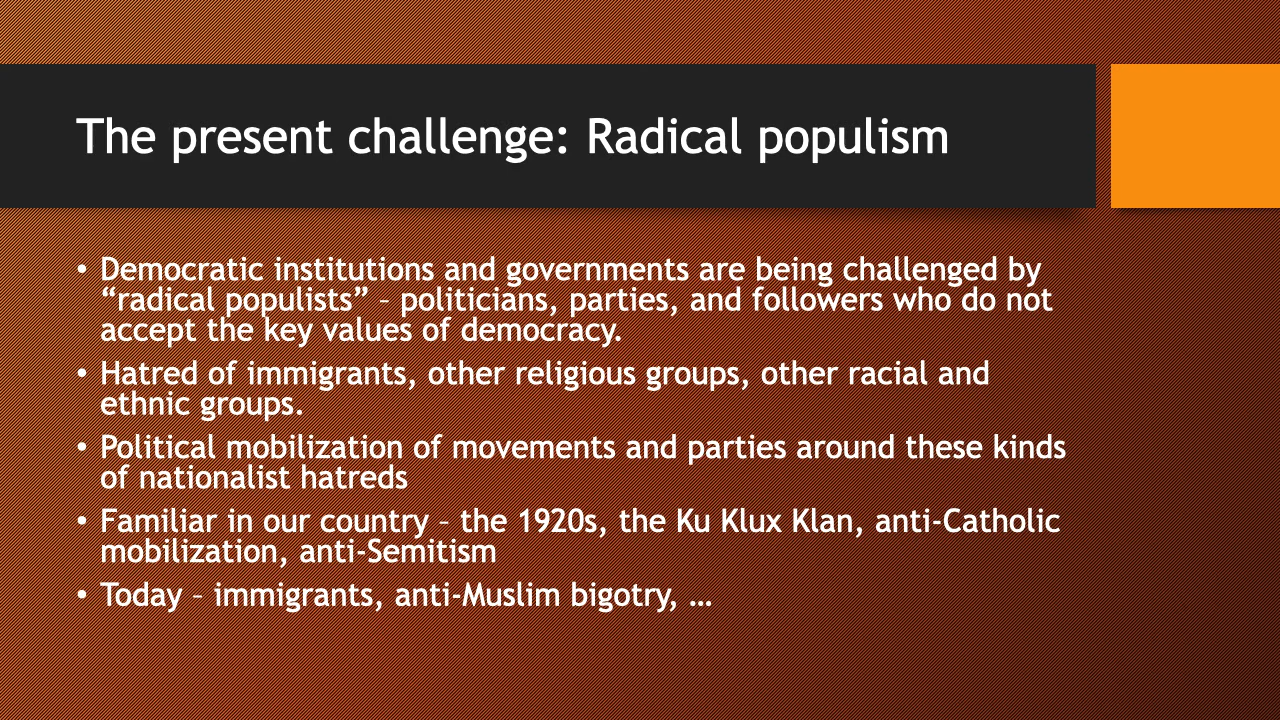 The present challenge: Radical populism
• Democratic institutions and governments are being challenged by
“radical populists” – politicians, parties, and followers who do not
accept the key values of democracy.
• Hatred of immigrants, other religious groups, other racial and
ethnic groups.
• Political mobilization of movements and parties around these kinds
of nationalist hatreds
• Familiar in our country – the 1920s, the Ku Klux Klan, anti-Catholic
mobilization, anti-Semitism
• Today – immigrants, anti-Muslim bigotry, …